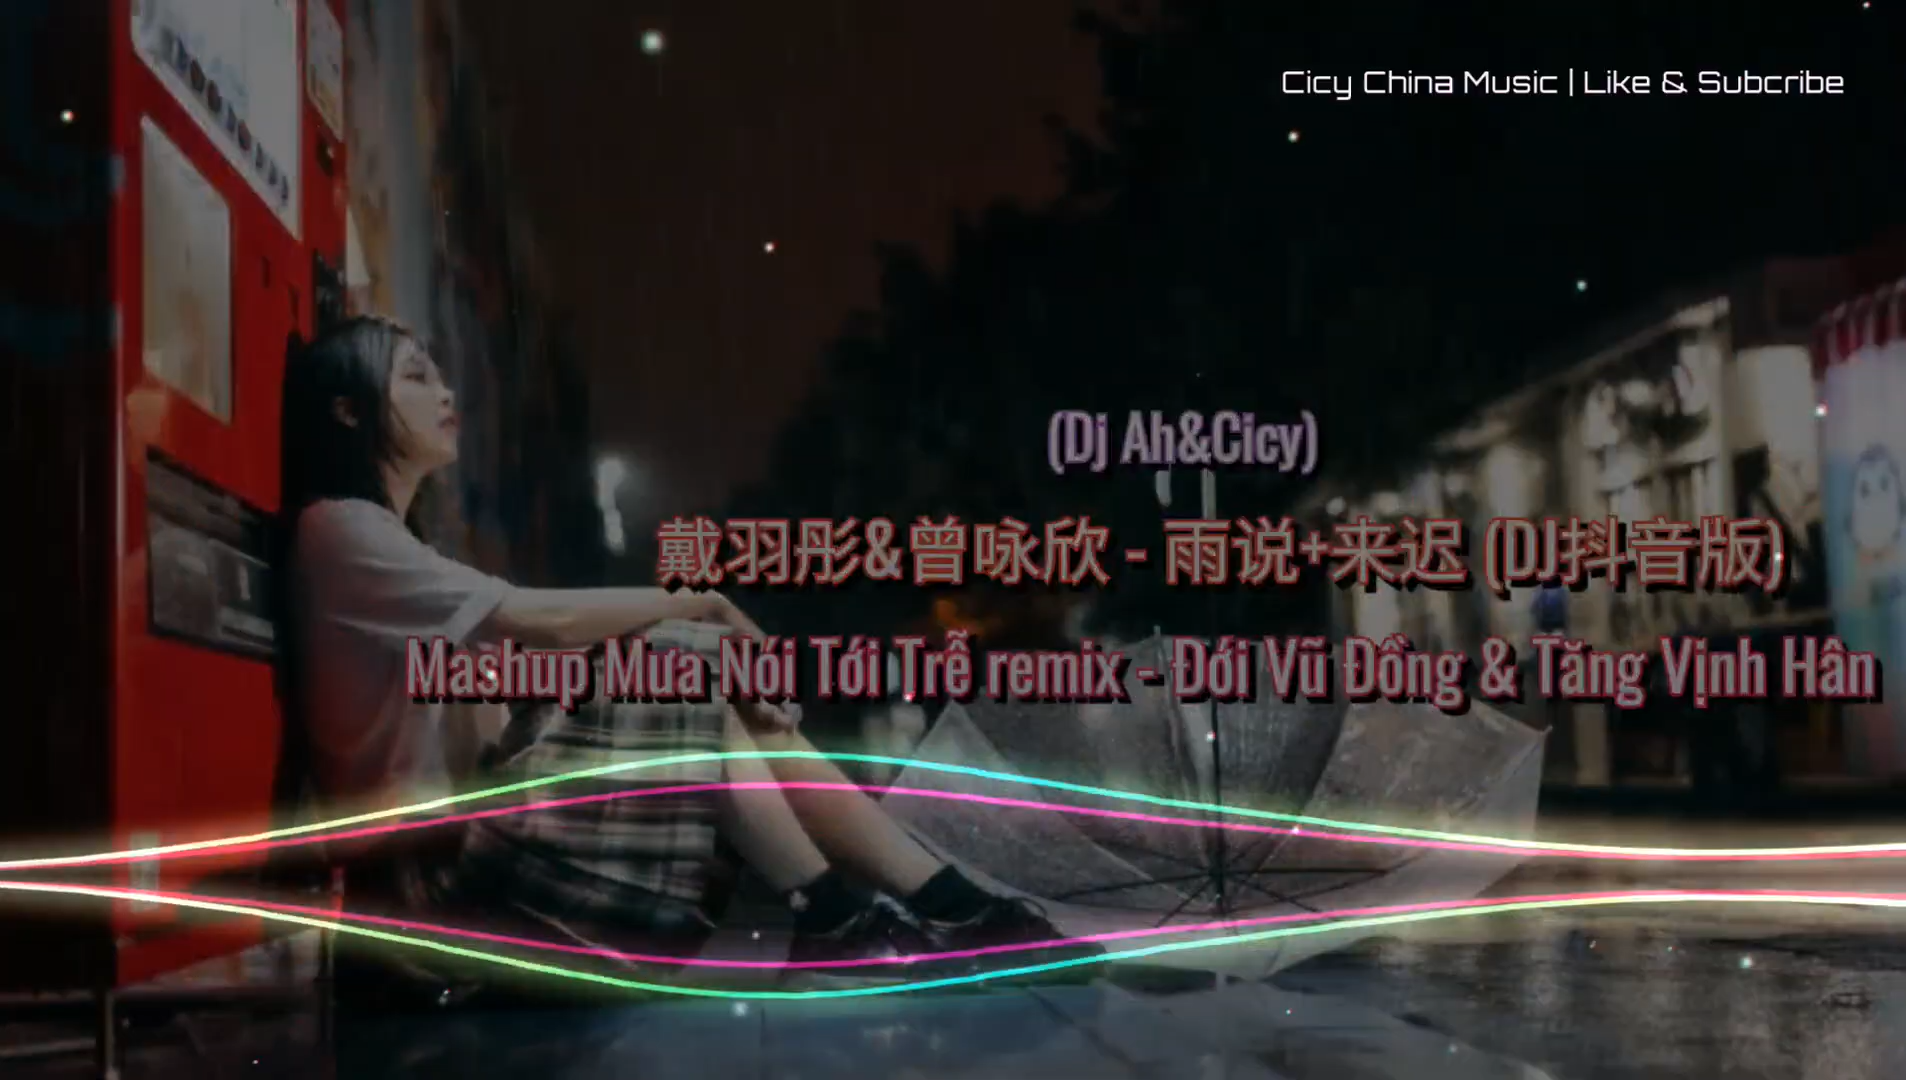 Cicy China Music | Like & Subcribe
(Dj Ah&Cicy)
戴羽彤&曾咏欣 - 雨说+来迟 (DJ抖音版)
Mashup Mưa Nói Tới Trễ remix - Đới Vũ Đồng & Tăng Vịnh Hân